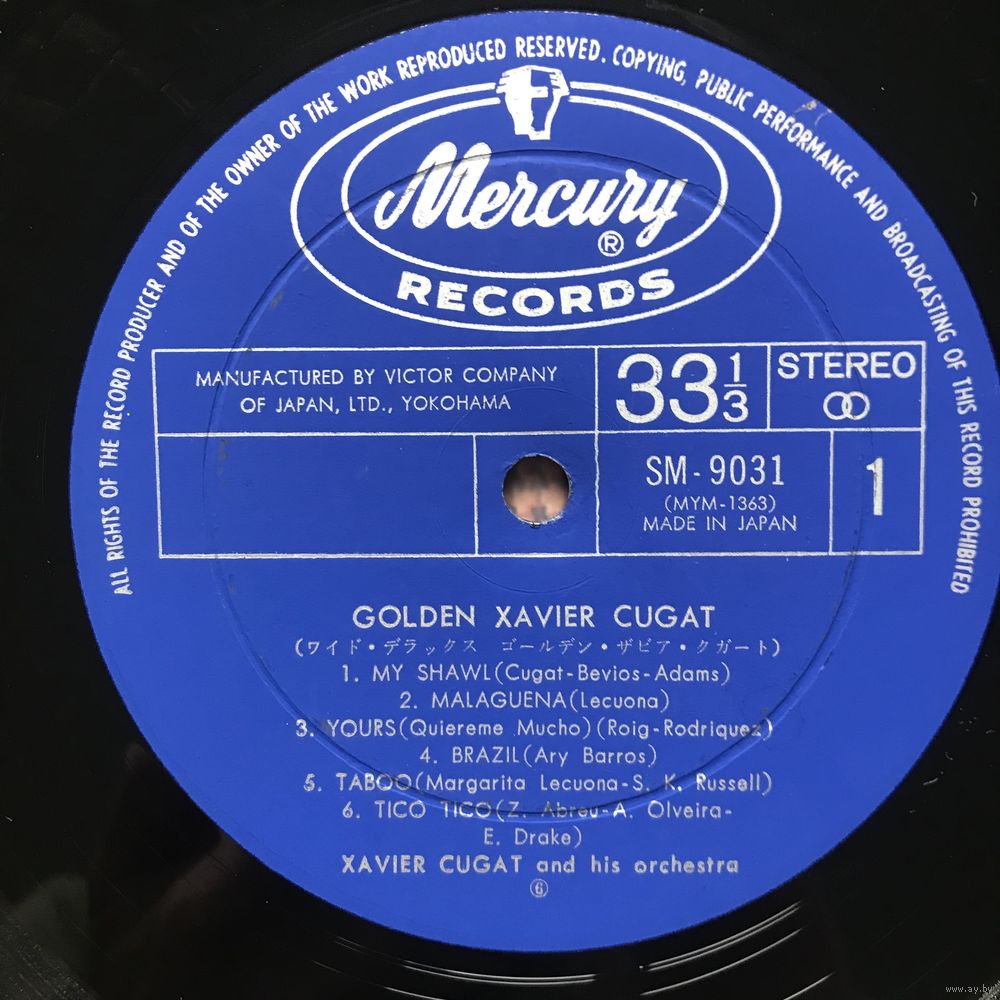 ALL RIGHTS OF THE RECORD PRODUCER AND OF THE OWNER OF THE WORK REPRODUCED RESERVED. COPYING, PUBLIC PERFORMANCE AND BROADCASTING OF THIS RECORD PROHIBITED
Mercury
®
RECORDS
MANUFACTURED BY VICTOR COMPANY
OF JAPAN, LTD., YOKOHAMA
33 1/3
STEREO
SM-9031
(MYM-1363)
MADE IN JAPAN
1
GOLDEN XAVIER CUGAT
(ワイド・デラックス ゴールデン・ザビア・クガート)
1. MY SHAWL(Cugat-Bevios-Adams)
2. MALAGUENA(Lecuona)
3. YOURS(Quiereme Mucho)(Roig-Rodriquez)
4. BRAZIL(Ary Barros)
5. TABOO(Margarita Lecuona-S. K. Russell)
6. TICO TICO(Z. Abreu-A. Olveira-
E. Drake)
XAVIER CUGAT and his orchestra
⑥
www.ay.by